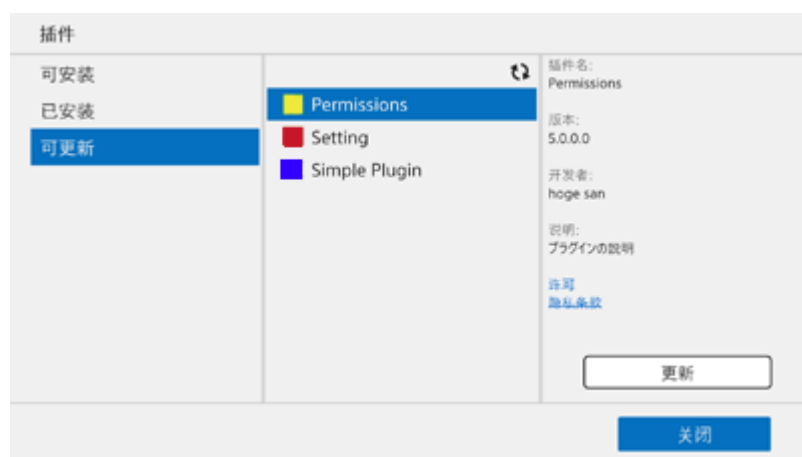 插件
可安装
已安装
可更新
Permissions
Setting
Simple Plugin
插件名:
Permissions
版本:
5.0.0.0
开发者:
hoge san
说明:
プラグインの説明
许可
隐私条款
更新
关闭